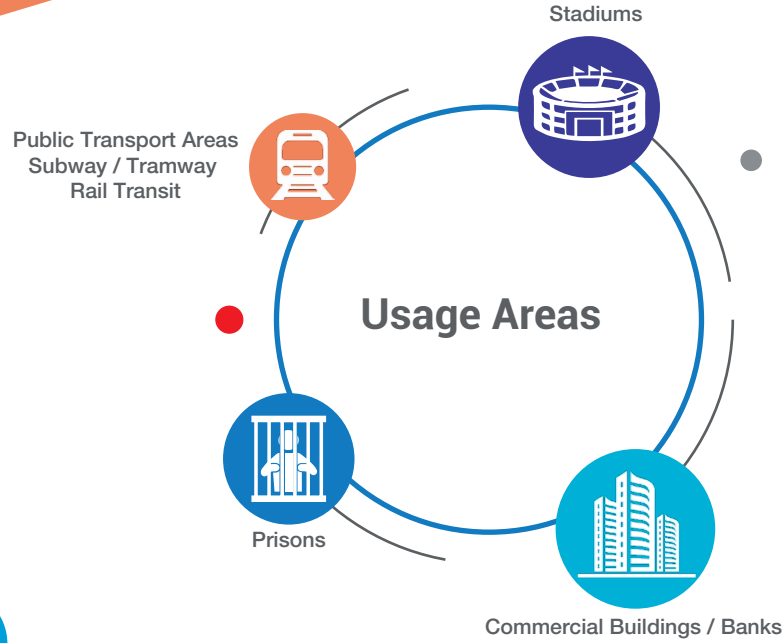 Stadiums
Public Transport Areas
Subway / Tramway
Rail Transit
Usage Areas
Prisons
Commercial Buildings / Banks